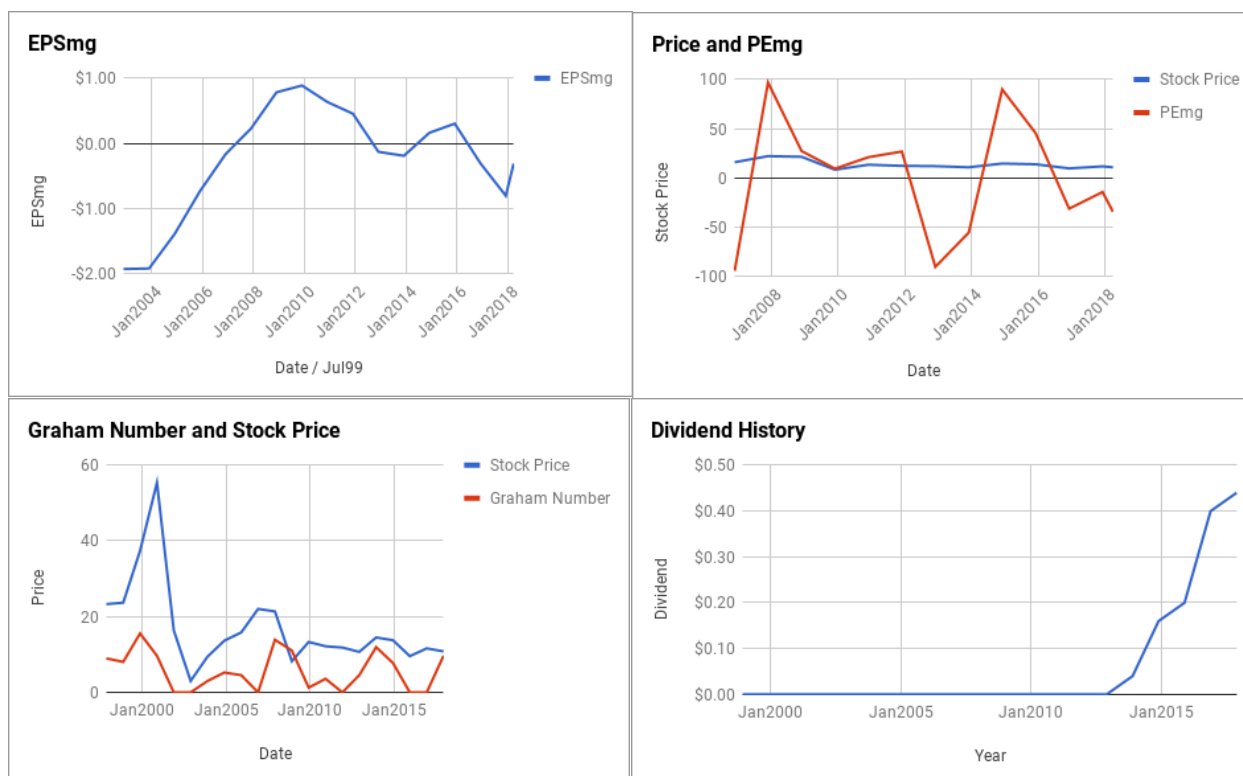 EPSmg
EPSmg
$1.00
$0.00
-$1.00
-$2.00
EPSmg
Jan2004
Jan2006
Jan2008
Jan2010
Jan2012
Jan2014
Jan2016
Jan2018
Date / Jul99
Price and PEmg
Stock Price
PEmg
100
50
0
-50
-100
Stock Price
Jan2008
Jan2010
Jan2012
Jan2014
Jan2016
Jan2018
Date
Graham Number and Stock Price
Stock Price
Graham Number
60
40
20
0
Price
Jan2000
Jan2005
Jan2010
Jan2015
Date
Dividend History
$0.50
$0.40
$0.30
$0.20
$0.10
$0.00
Dividend
Jan2000
Jan2005
Jan2010
Jan2015
Year